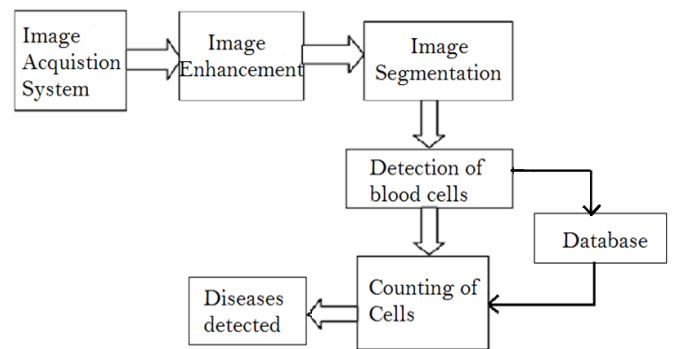 Image
Acquistion
System
Image
Enhancement
Image
Segmentation
Detection of
blood cells
Database
Counting of
Cells
Diseases
detected